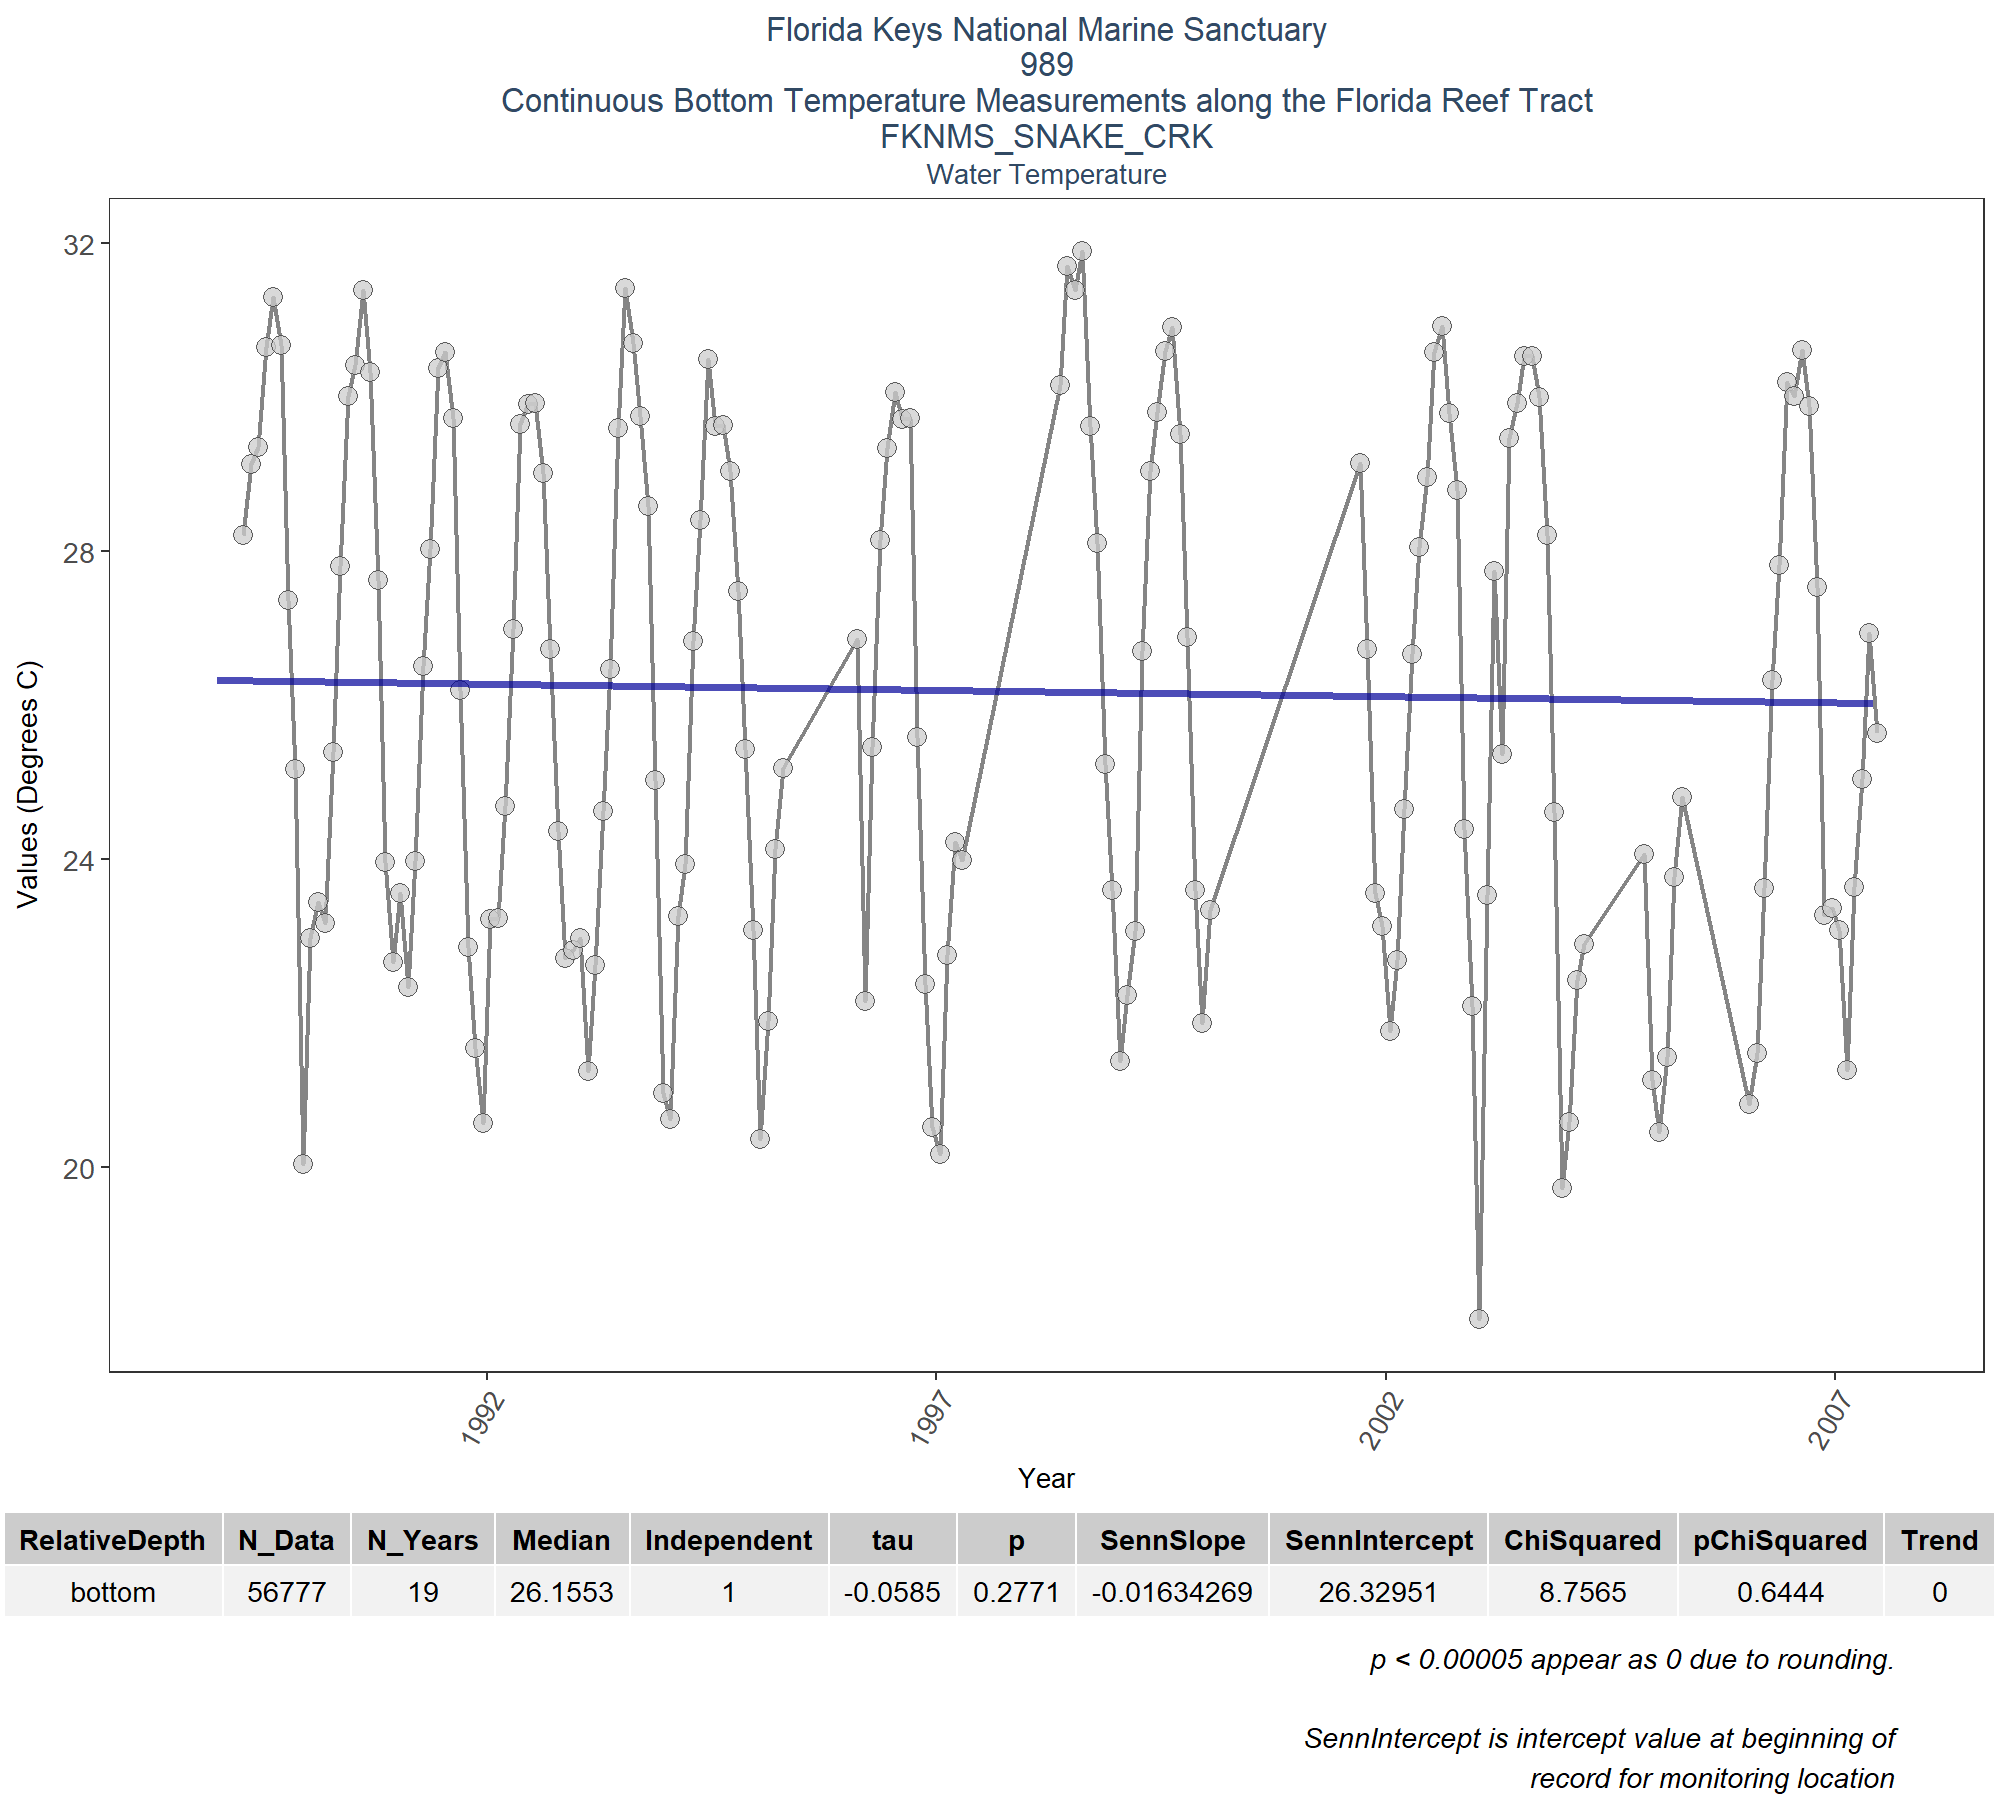 Florida Keys National Marine Sanctuary
989
Continuous Bottom Temperature Measurements along the Florida Reef Tract
FKNMS_SNAKE_CRK
Water Temperature
Values (Degrees C)
32
28
24
20
1992
1997
2002
2007
Year
RelativeDepth N_Data N_Years Median Independent tau p SennSlope SennIntercept ChiSquared pChiSquared Trend
bottom 56777 19 26.1553 1 -0.0585 0.2771 -0.01634269 26.32951 8.7565 0.6444 0
p < 0.00005 appear as 0 due to rounding.
SennIntercept is intercept value at beginning of
record for monitoring location